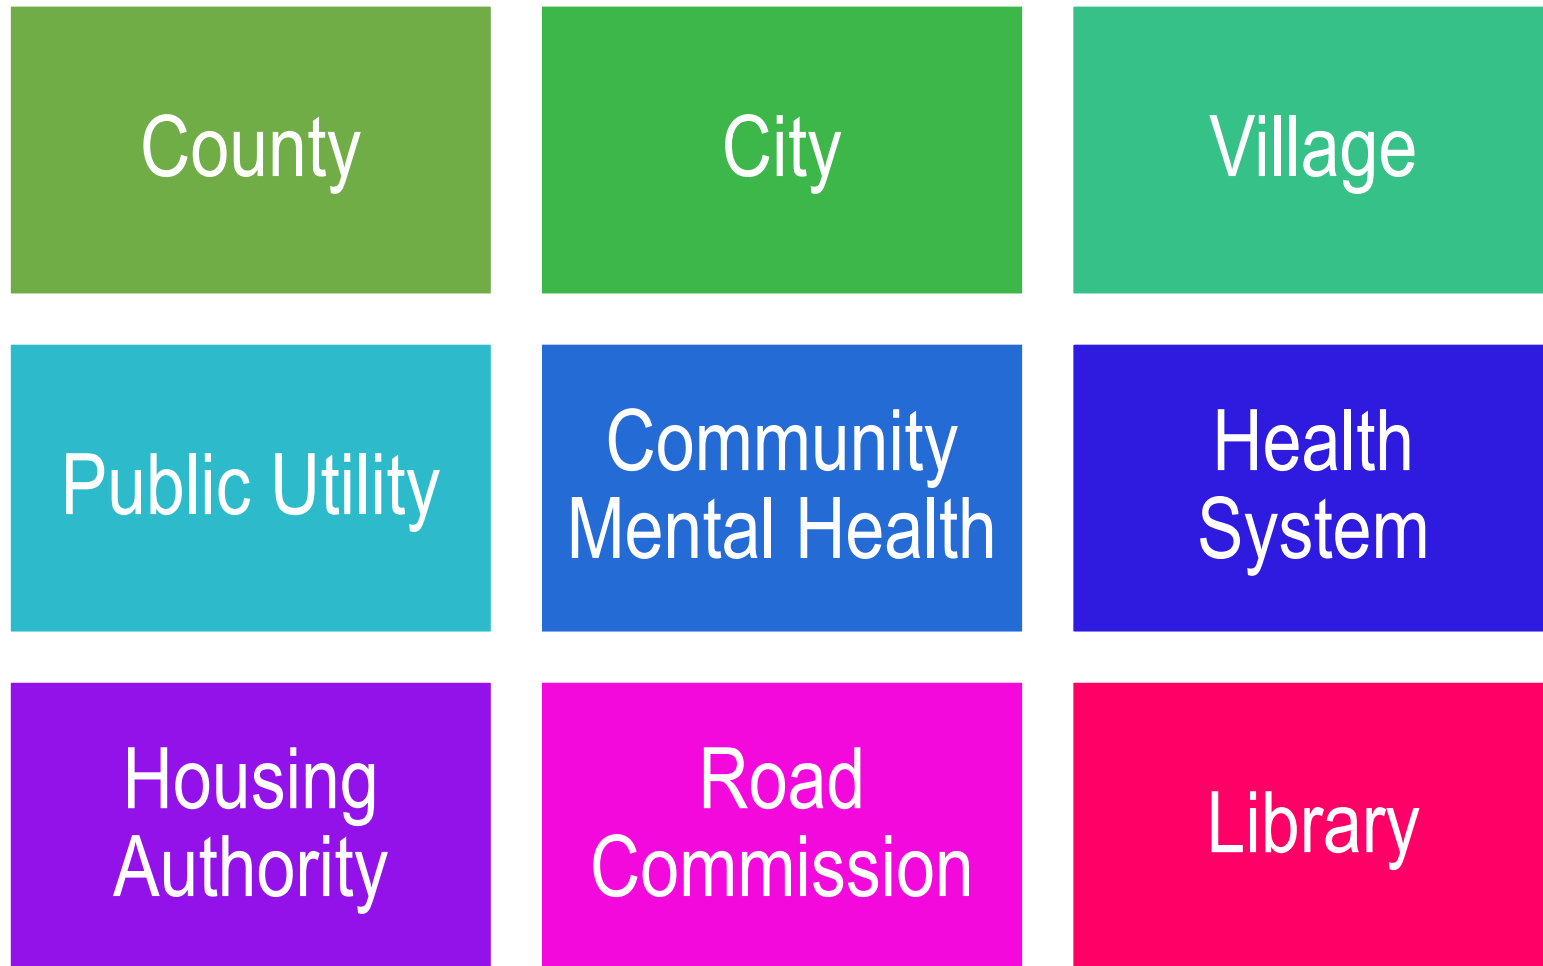 County
City
Village
Public Utility
Community
Mental Health
Health
System
Housing
Authority
Road
Commission
Library